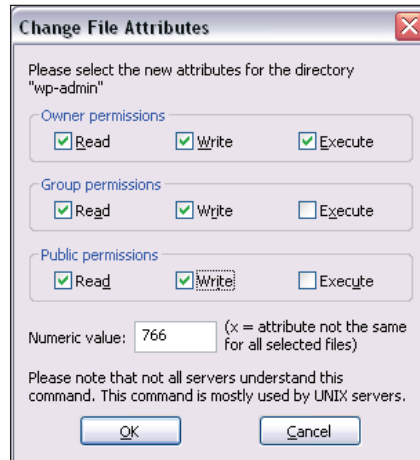 Change File Attributes
Please select the new attributes for the directory
"wp-admin"
Owner permissions
Read Write Execute
Group permissions
Read Write Execute
Public permissions
Read Write Execute
Numeric value: 766 (x = attribute not the same
for all selected files)
Please note that not all servers understand this
command. This command is mostly used by UNIX servers.
OK Cancel